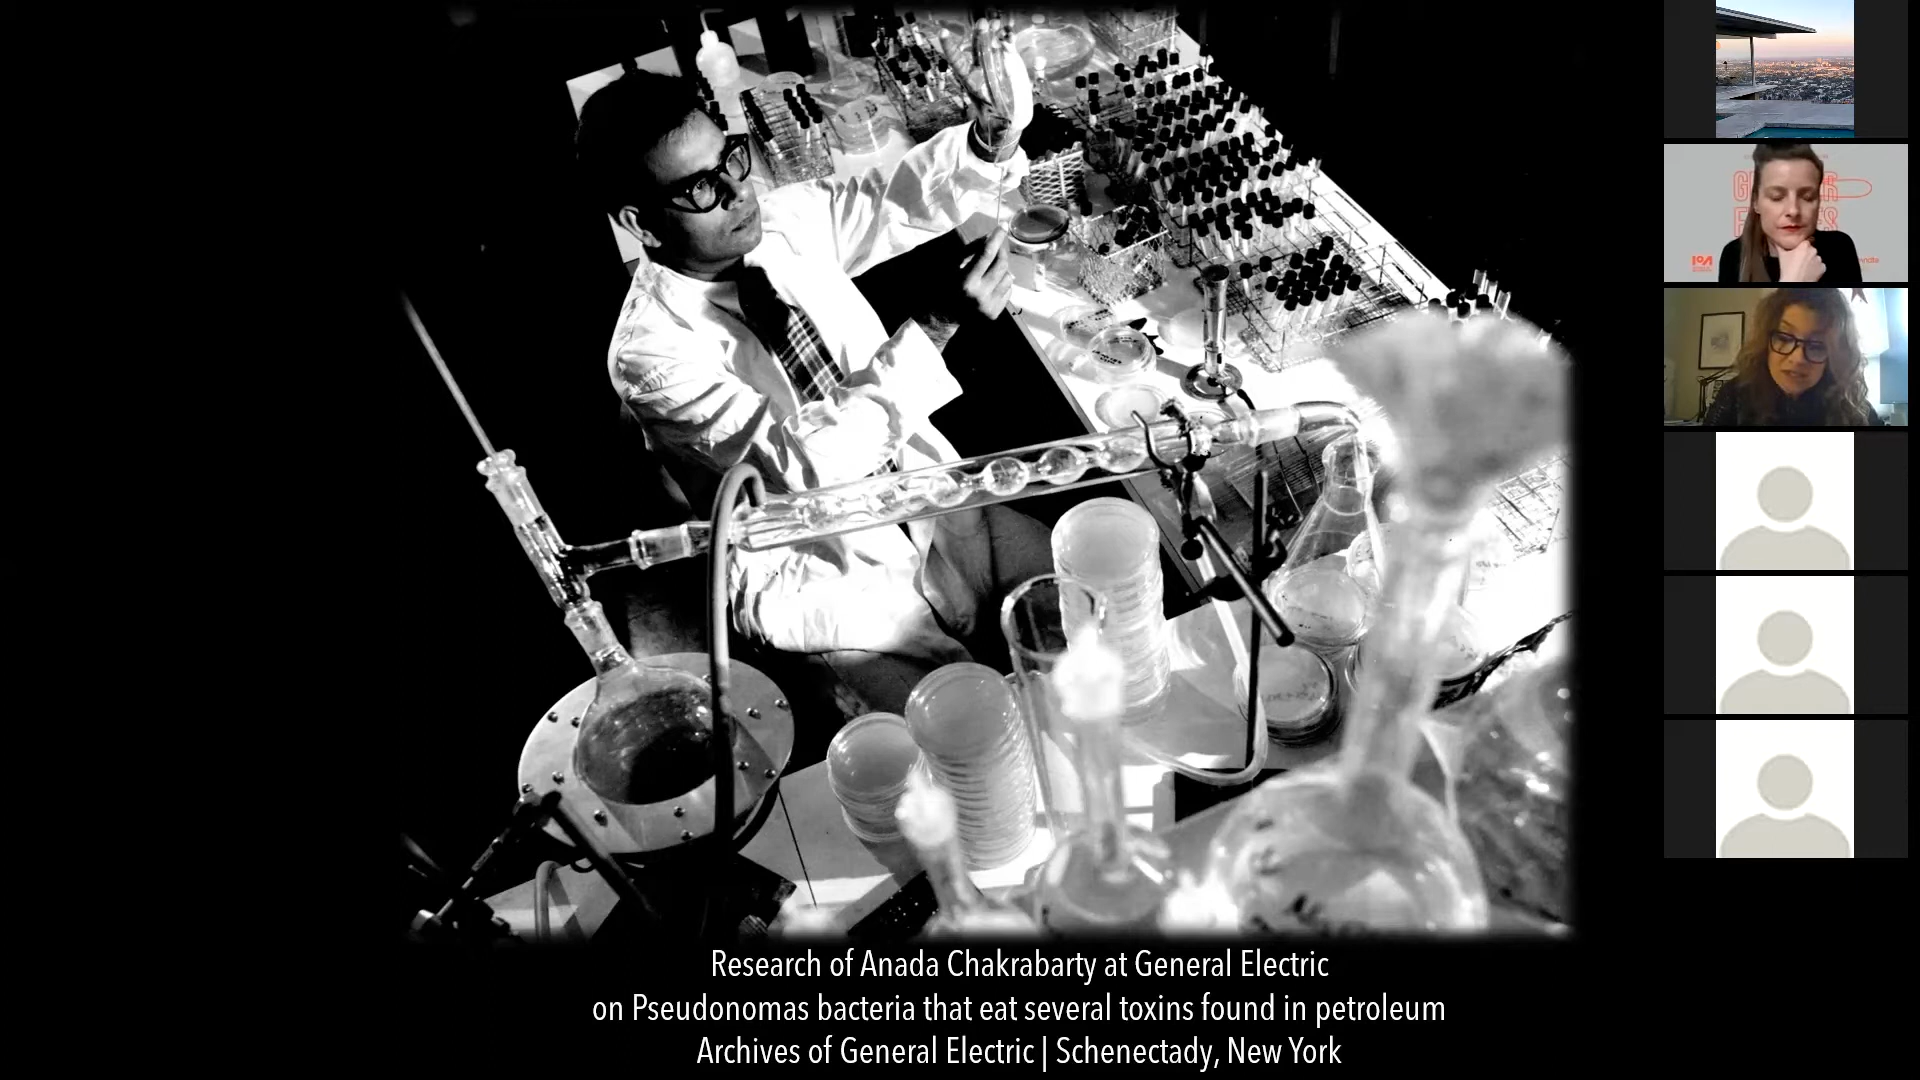 Research of Anada Chakrabarty at General Electric
on Pseudonomas bacteria that eat several toxins found in petroleum
Archives of General Electric | Schenectady, New York